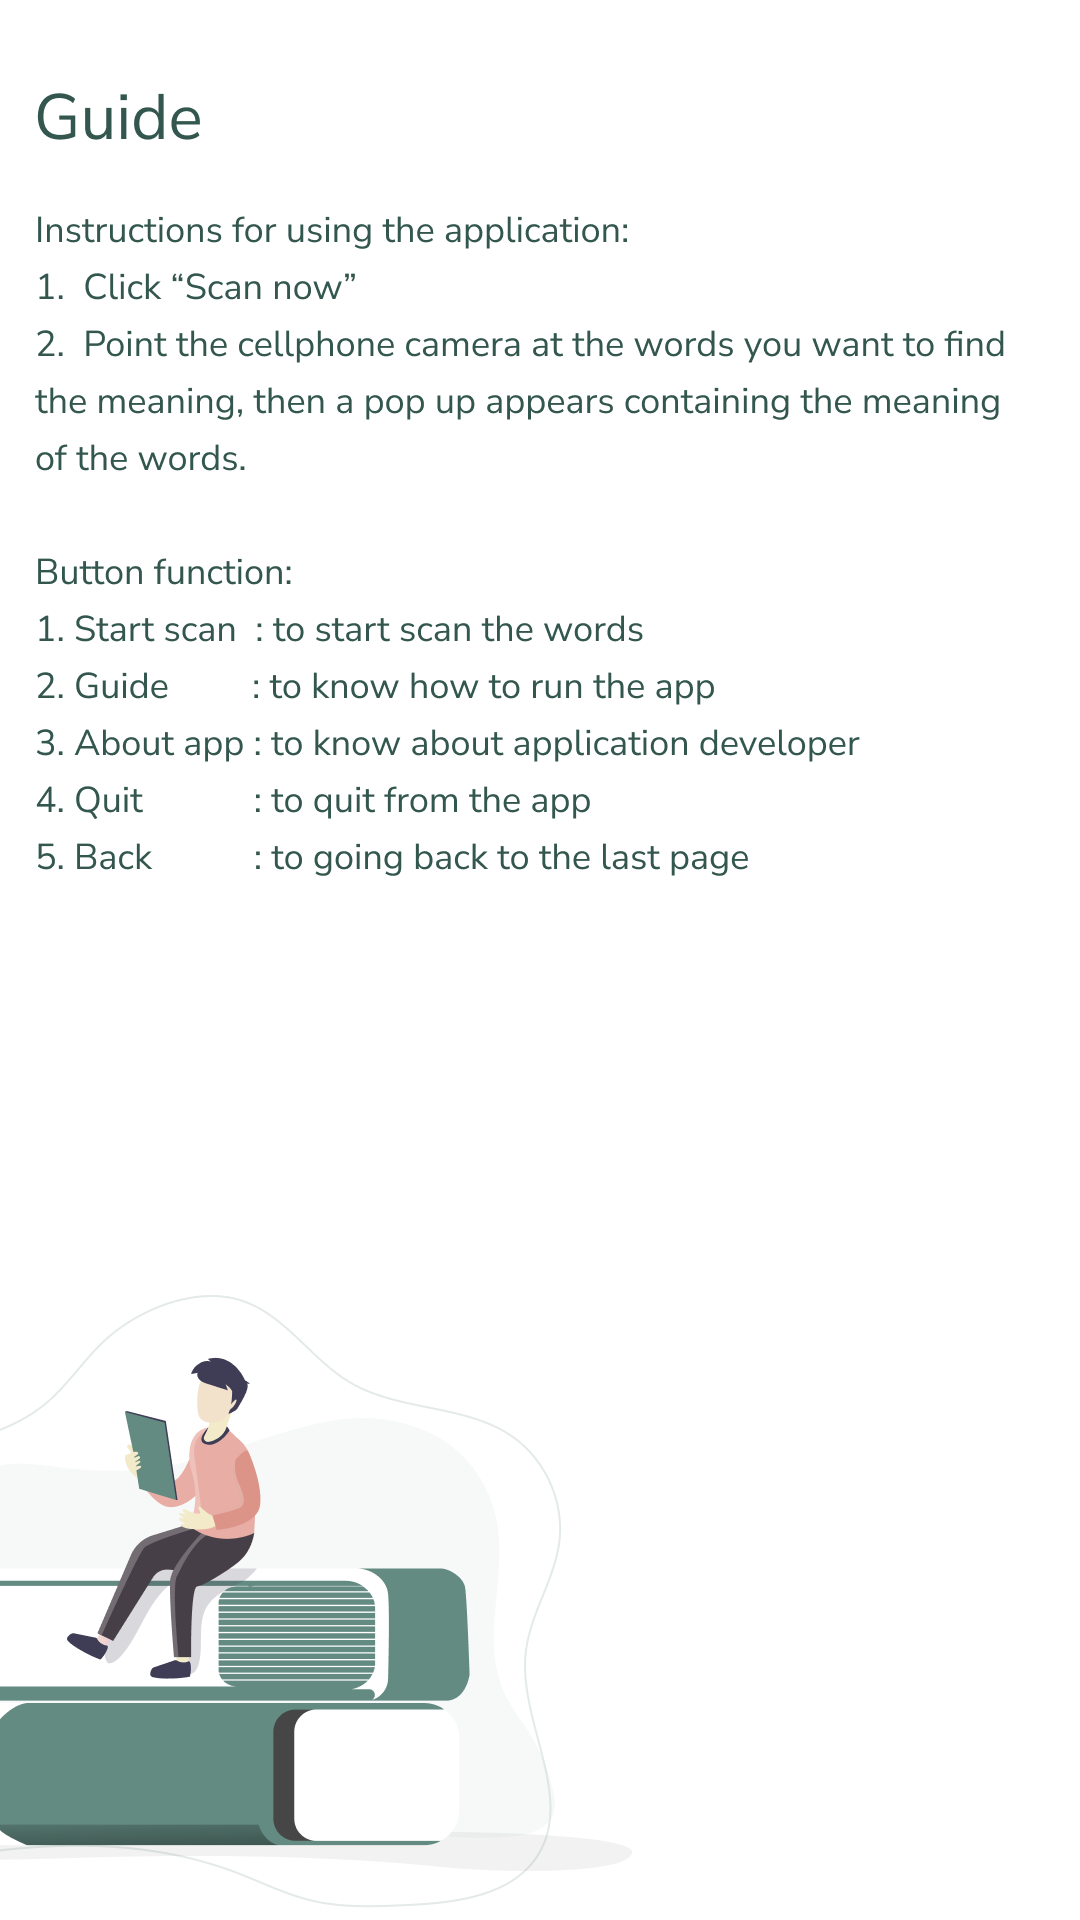 Guide
Instructions for using the application:
1. Click “Scan now”
2. Point the cellphone camera at the words you want to find
the meaning, then a pop up appears containing the meaning
of the words.
Button function:
1. Start scan : to start scan the words
2. Guide : to know how to run the app
3. About app : to know about application developer
4. Quit : to quit from the app
5. Back : to going back to the last page